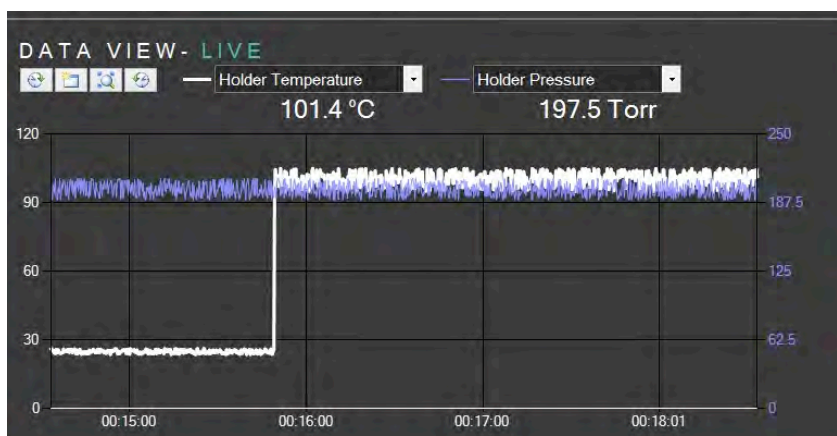 DATA VIEW- LIVE
Holder Temperature
Holder Pressure
101.4 °C
197.5 Torr
120
250
90
187.5
60
125
30
62.5
0
0
00:15:00
00:16:00
00:17:00
00:18:01